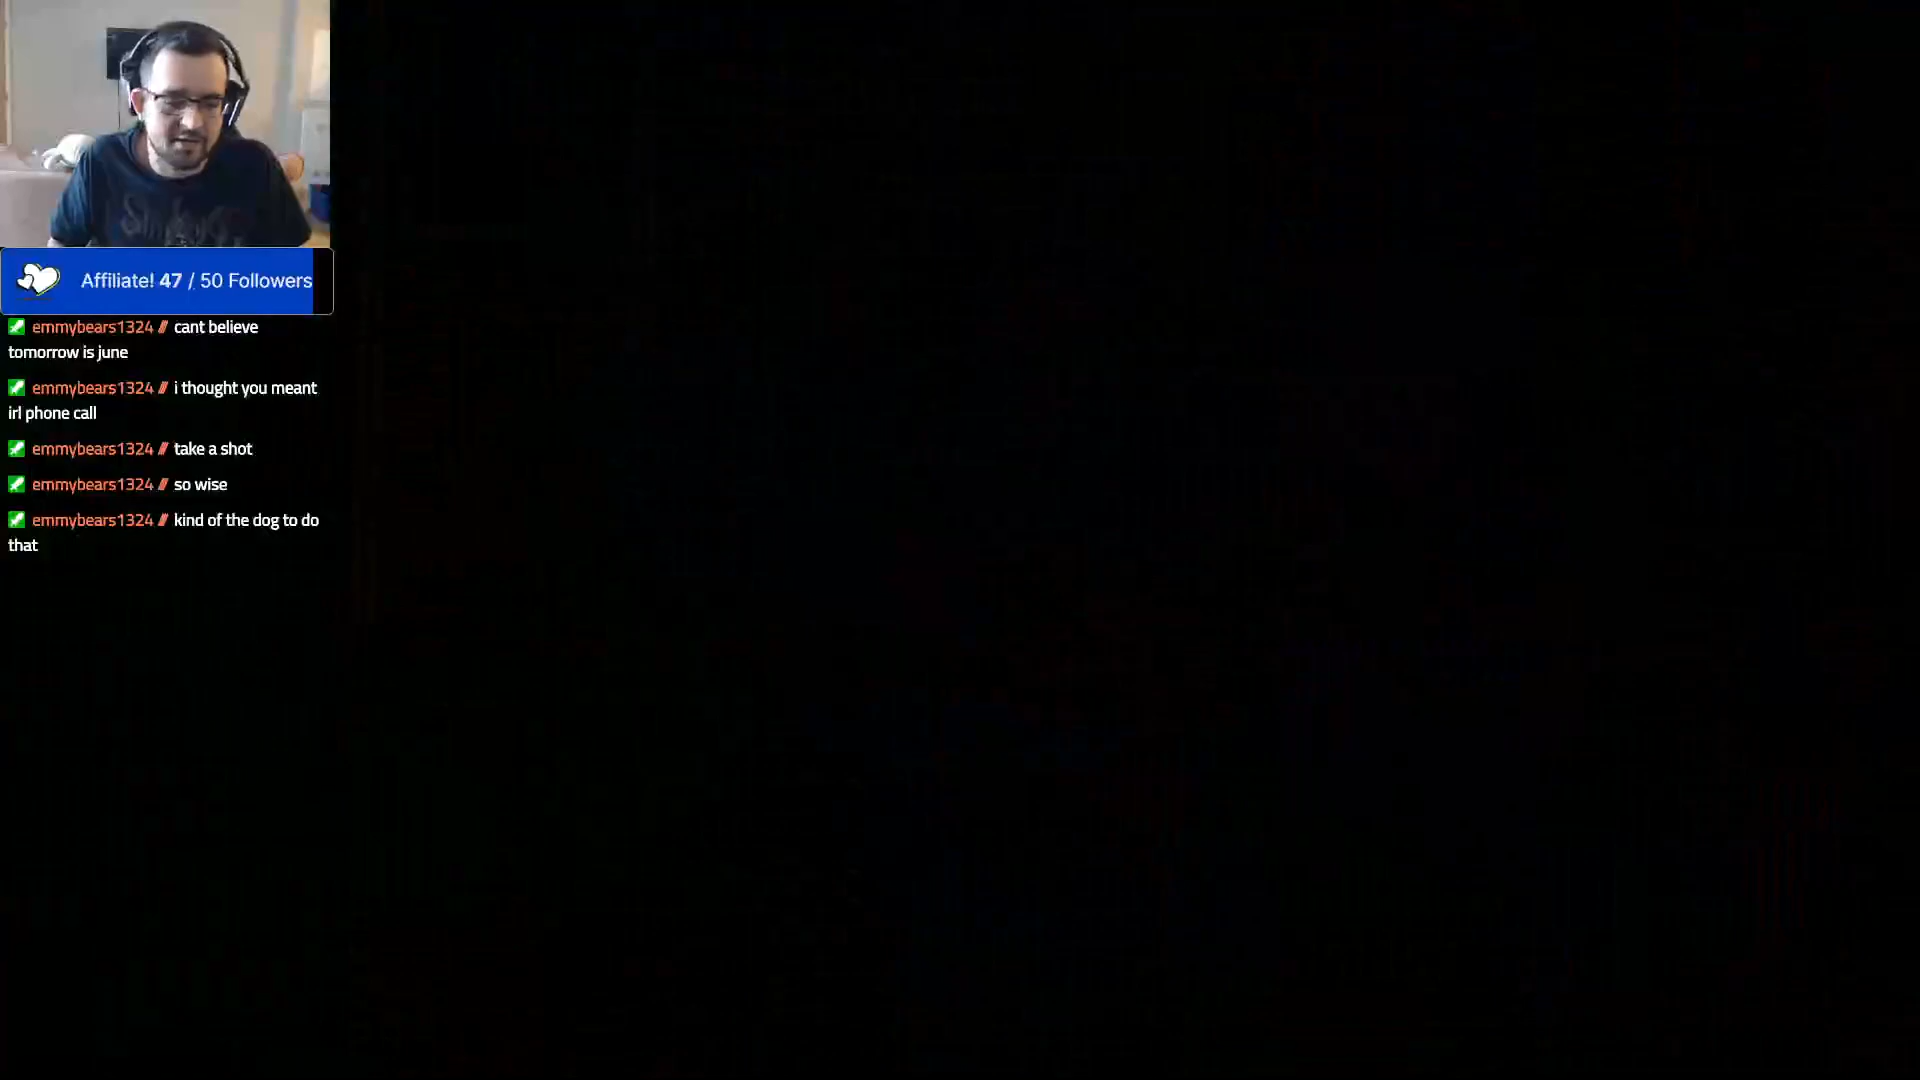 Affiliate! 47 / 50 Followers
emmybears1324 /// cant believe
tomorrow is june
emmybears1324 /// i thought you meant
irl phone call
emmybears1324 /// take a shot
emmybears1324 /// so wise
emmybears1324 /// kind of the dog to do
that